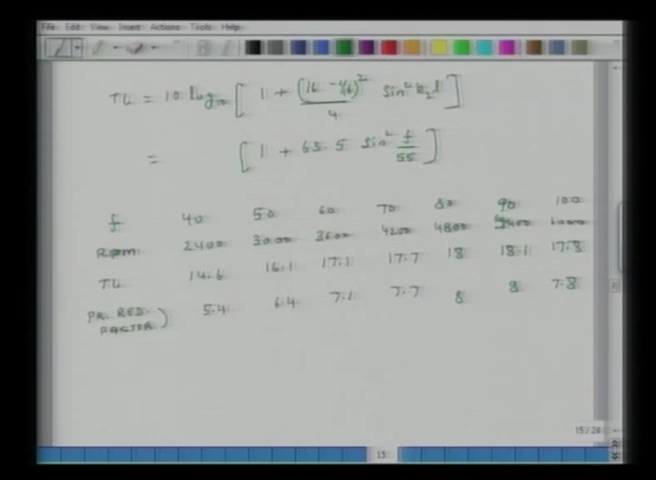 File Edit View Insert Actions Tools Help
TL = 10 log₁₀ [ 1 + (16 - 1/16)² / 4 sin² k₂l ]
= [ 1 + 63.5 sin² f/55 ]
f 40 50 60 70 80 90 100
RPM 2400 3000 3600 4200 4800 5400 6000
TL 14.6 16.1 17.1 17.7 18 18.1 17.8
PR. RED. FACTOR) 5.4 6.4 7.1 7.7 8 8 7.8
15/24
15